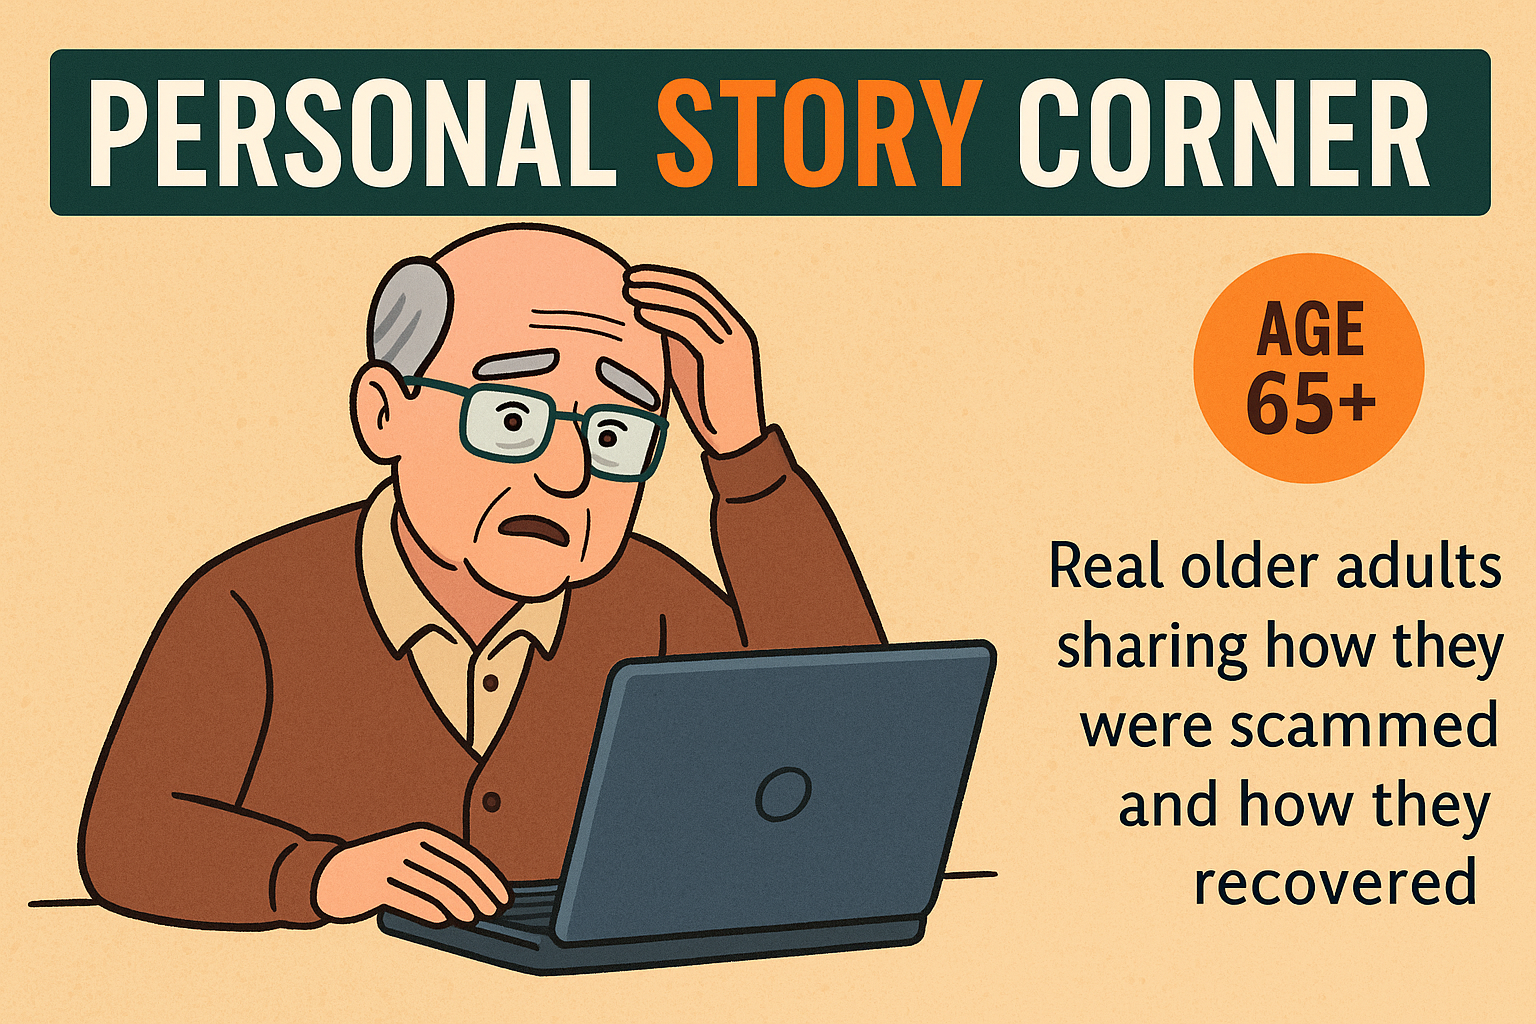 PERSONAL STORY CORNER
AGE
65+
Real older adults
sharing how they
were scammed
and how they
recovered